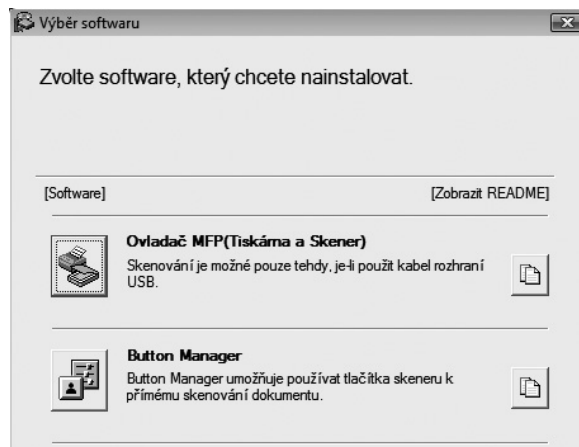 Výběr softwaru
Zvolte software, který chcete nainstalovat.
[Software] [Zobrazit README]
Ovladač MFP(Tiskárna a Skener)
Skenování je možné pouze tehdy, je-li použit kabel rozhraní
USB.
Button Manager
Button Manager umožňuje používat tlačítka skeneru k
přímému skenování dokumentu.